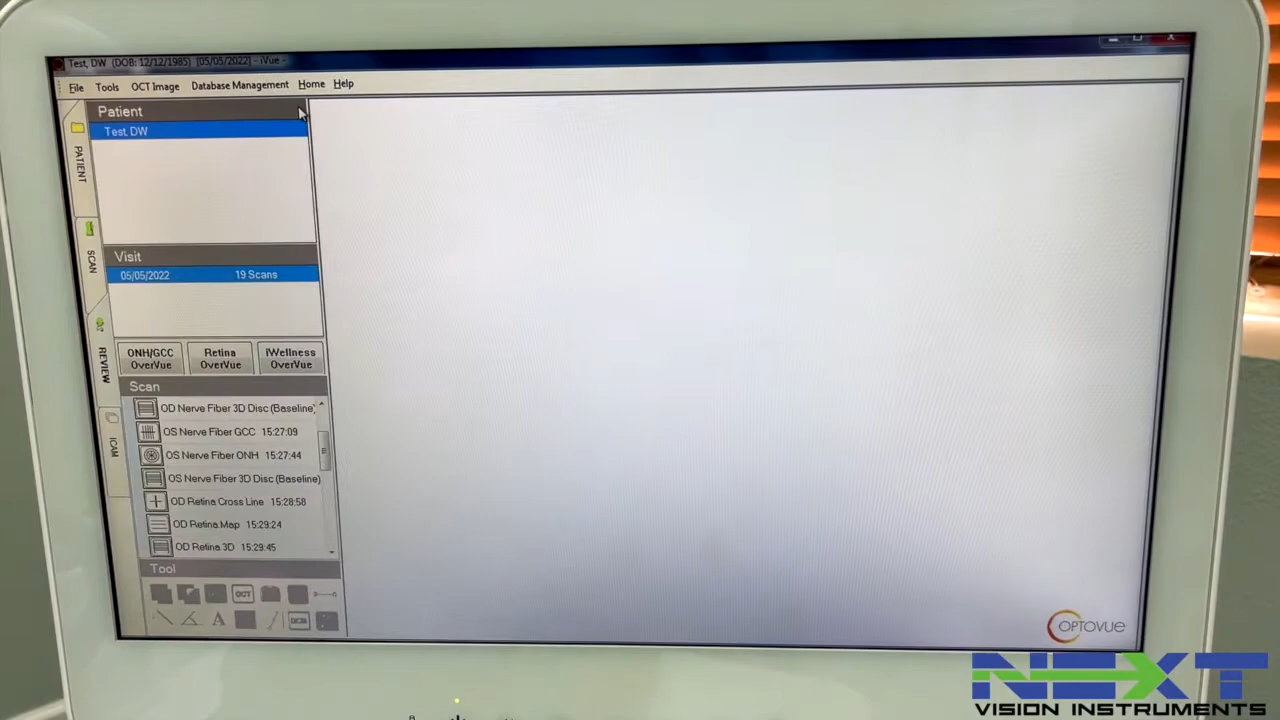 Test, DW (DOB: 12/12/1985) [05/05/2022] - iVue -
File Tools OCT Image Database Management Home Help
Patient
Test, DW
PATIENT
SCAN
Visit
05/05/2022 19 Scans
REVIEW
ONH/GCC OverVue
Retina OverVue
iWellness OverVue
Scan
OD Nerve Fiber 3D Disc (Baseline)
OS Nerve Fiber GCC 15:27:09
OS Nerve Fiber ONH 15:27:44
OS Nerve Fiber 3D Disc (Baseline)
OD Retina Cross Line 15:28:58
OD Retina Map 15:29:24
OD Retina 3D 15:29:45
iCAM
Tool
OCT
A
OPTOVUE
NEXT
VISION INSTRUMENTS